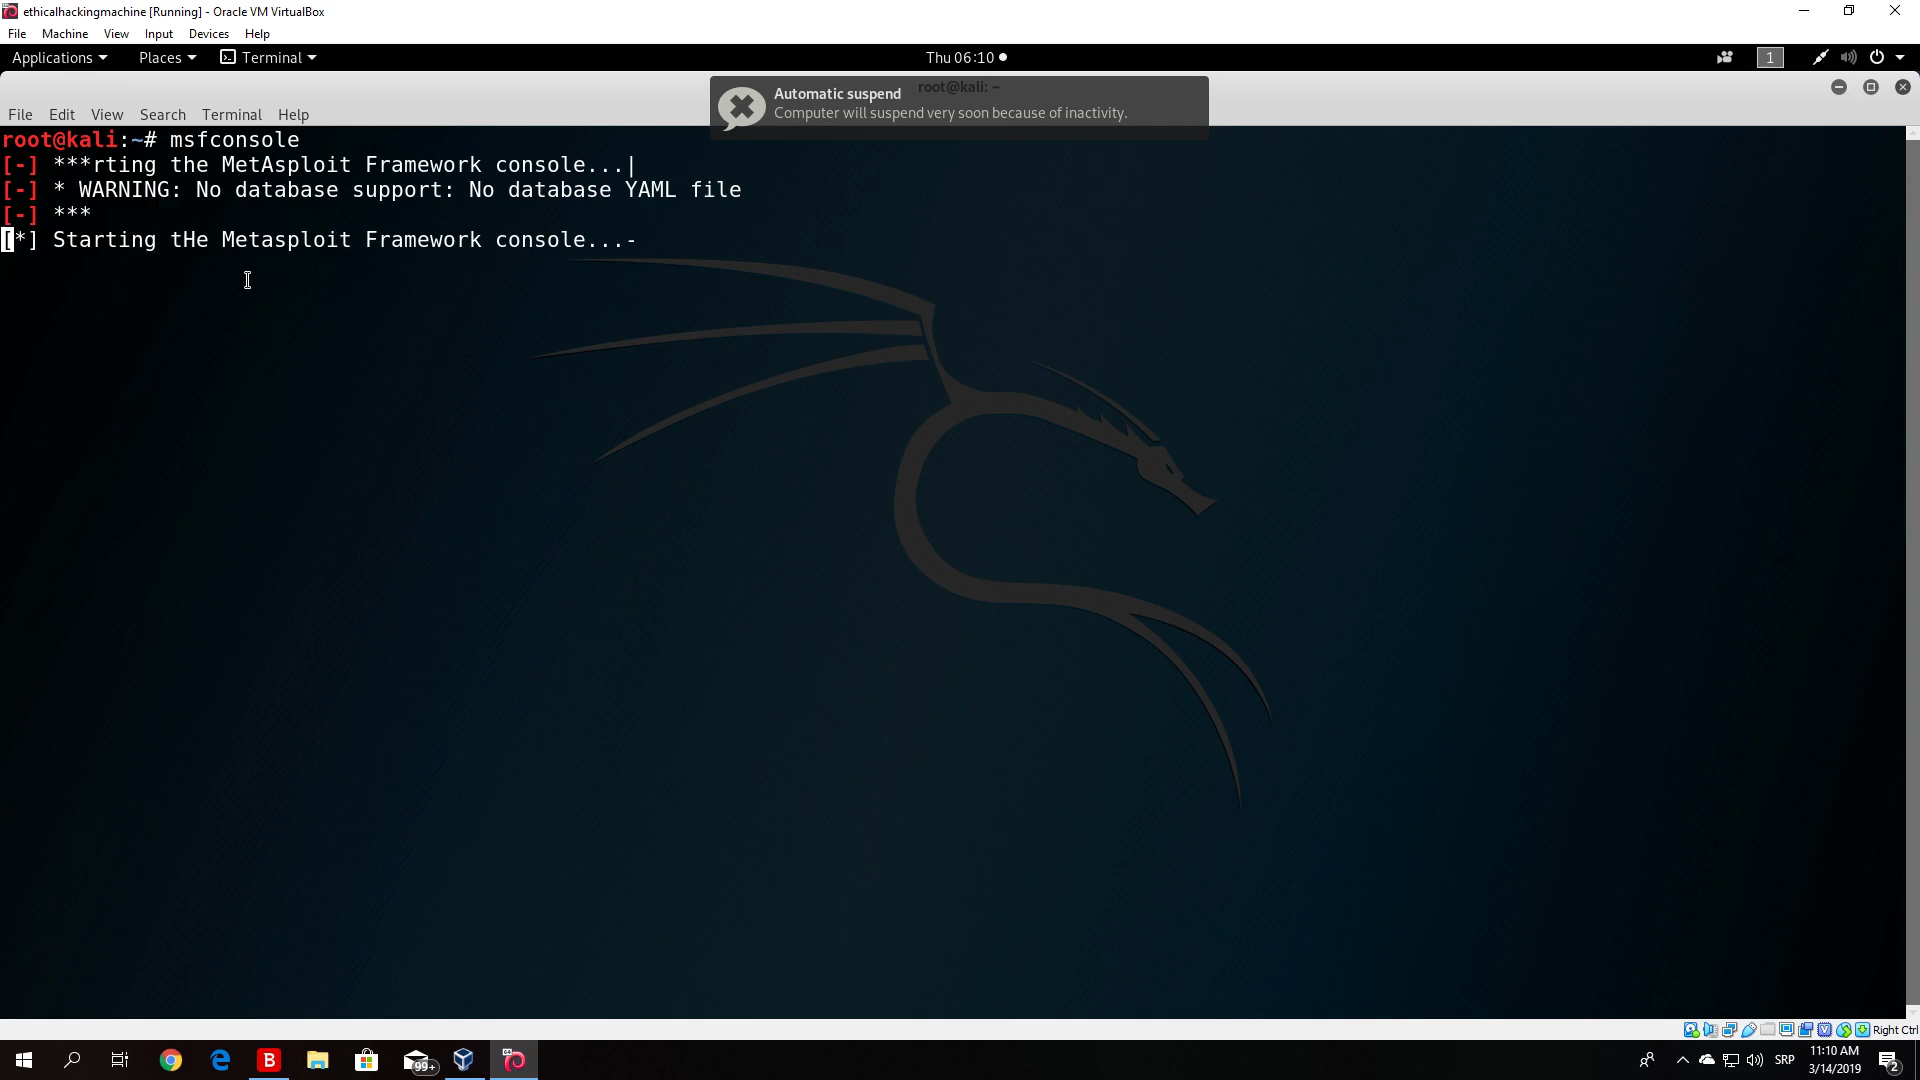 ethicalhackingmachine [Running] - Oracle VM VirtualBox
File Machine View Input Devices Help
Applications Places Terminal Thu 06:10 1
root@kali: ~
Automatic suspend
Computer will suspend very soon because of inactivity.
File Edit View Search Terminal Help
root@kali:~# msfconsole
[-] ***rting the MetAsploit Framework console...|
[-] * WARNING: No database support: No database YAML file
[-] ***
[*] Starting tHe Metasploit Framework console...-
Right Ctrl
99+ SRP 11:10 AM
3/14/2019 2